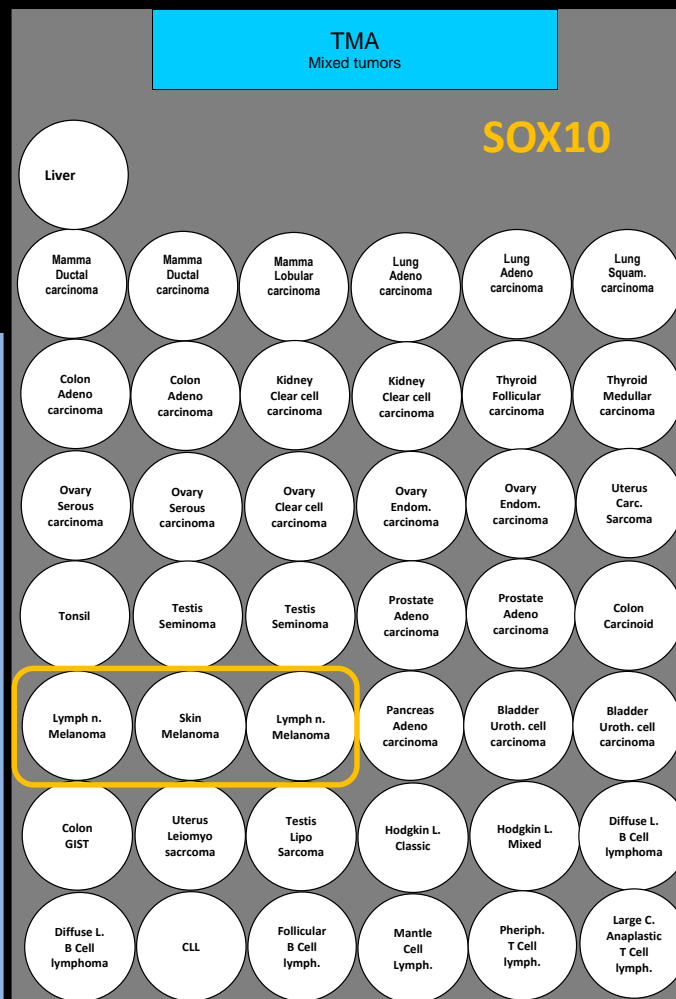 TMA
Mixed tumors
SOX10
Liver
Mamma
Ductal
carcinoma
Mamma
Ductal
carcinoma
Mamma
Lobular
carcinoma
Lung
Adeno
carcinoma
Lung
Adeno
carcinoma
Lung
Squam.
carcinoma
Colon
Adeno
carcinoma
Colon
Adeno
carcinoma
Kidney
Clear cell
carcinoma
Kidney
Clear cell
carcinoma
Thyroid
Follicular
carcinoma
Thyroid
Medullar
carcinoma
Ovary
Serous
carcinoma
Ovary
Serous
carcinoma
Ovary
Clear cell
carcinoma
Ovary
Endom.
carcinoma
Ovary
Endom.
carcinoma
Uterus
Carc.
Sarcoma
Tonsil
Testis
Seminoma
Testis
Seminoma
Prostate
Adeno
carcinoma
Prostate
Adeno
carcinoma
Colon
Carcinoid
Lymph n.
Melanoma
Skin
Melanoma
Lymph n.
Melanoma
Pancreas
Adeno
carcinoma
Bladder
Uroth. cell
carcinoma
Bladder
Uroth. cell
carcinoma
Colon
GIST
Uterus
Leiomyo
sacrcoma
Testis
Lipo
Sarcoma
Hodgkin L.
Classic
Hodgkin L.
Mixed
Diffuse L.
B Cell
lymphoma
Diffuse L.
B Cell
lymphoma
CLL
Follicular
B Cell
lymph.
Mantle
Cell
Lymph.
Pheriph.
T Cell
lymph.
Large C.
Anaplastic
T Cell
lymph.